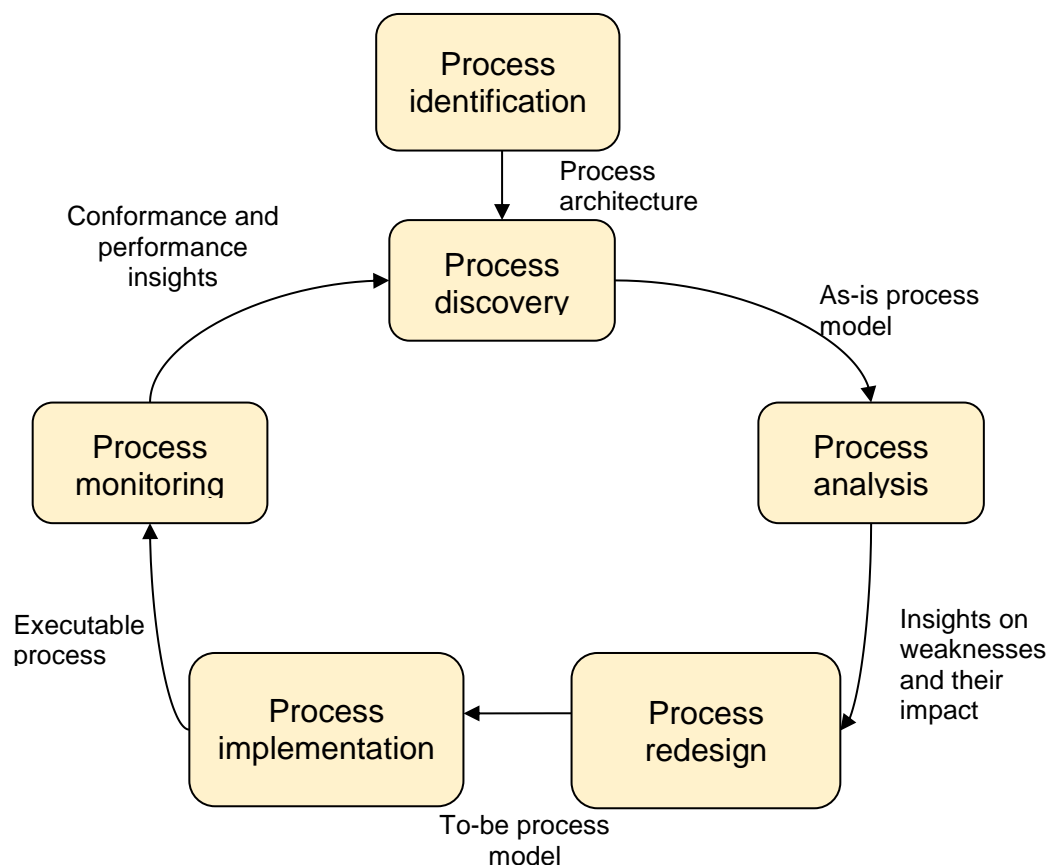 Process
identification
Process
architecture
Conformance and
performance
insights
Process
discovery
As-is process
model
Process
monitoring
Process
analysis
Executable
process
Insights on
weaknesses
and their
impact
Process
implementation
Process
redesign
To-be process
model